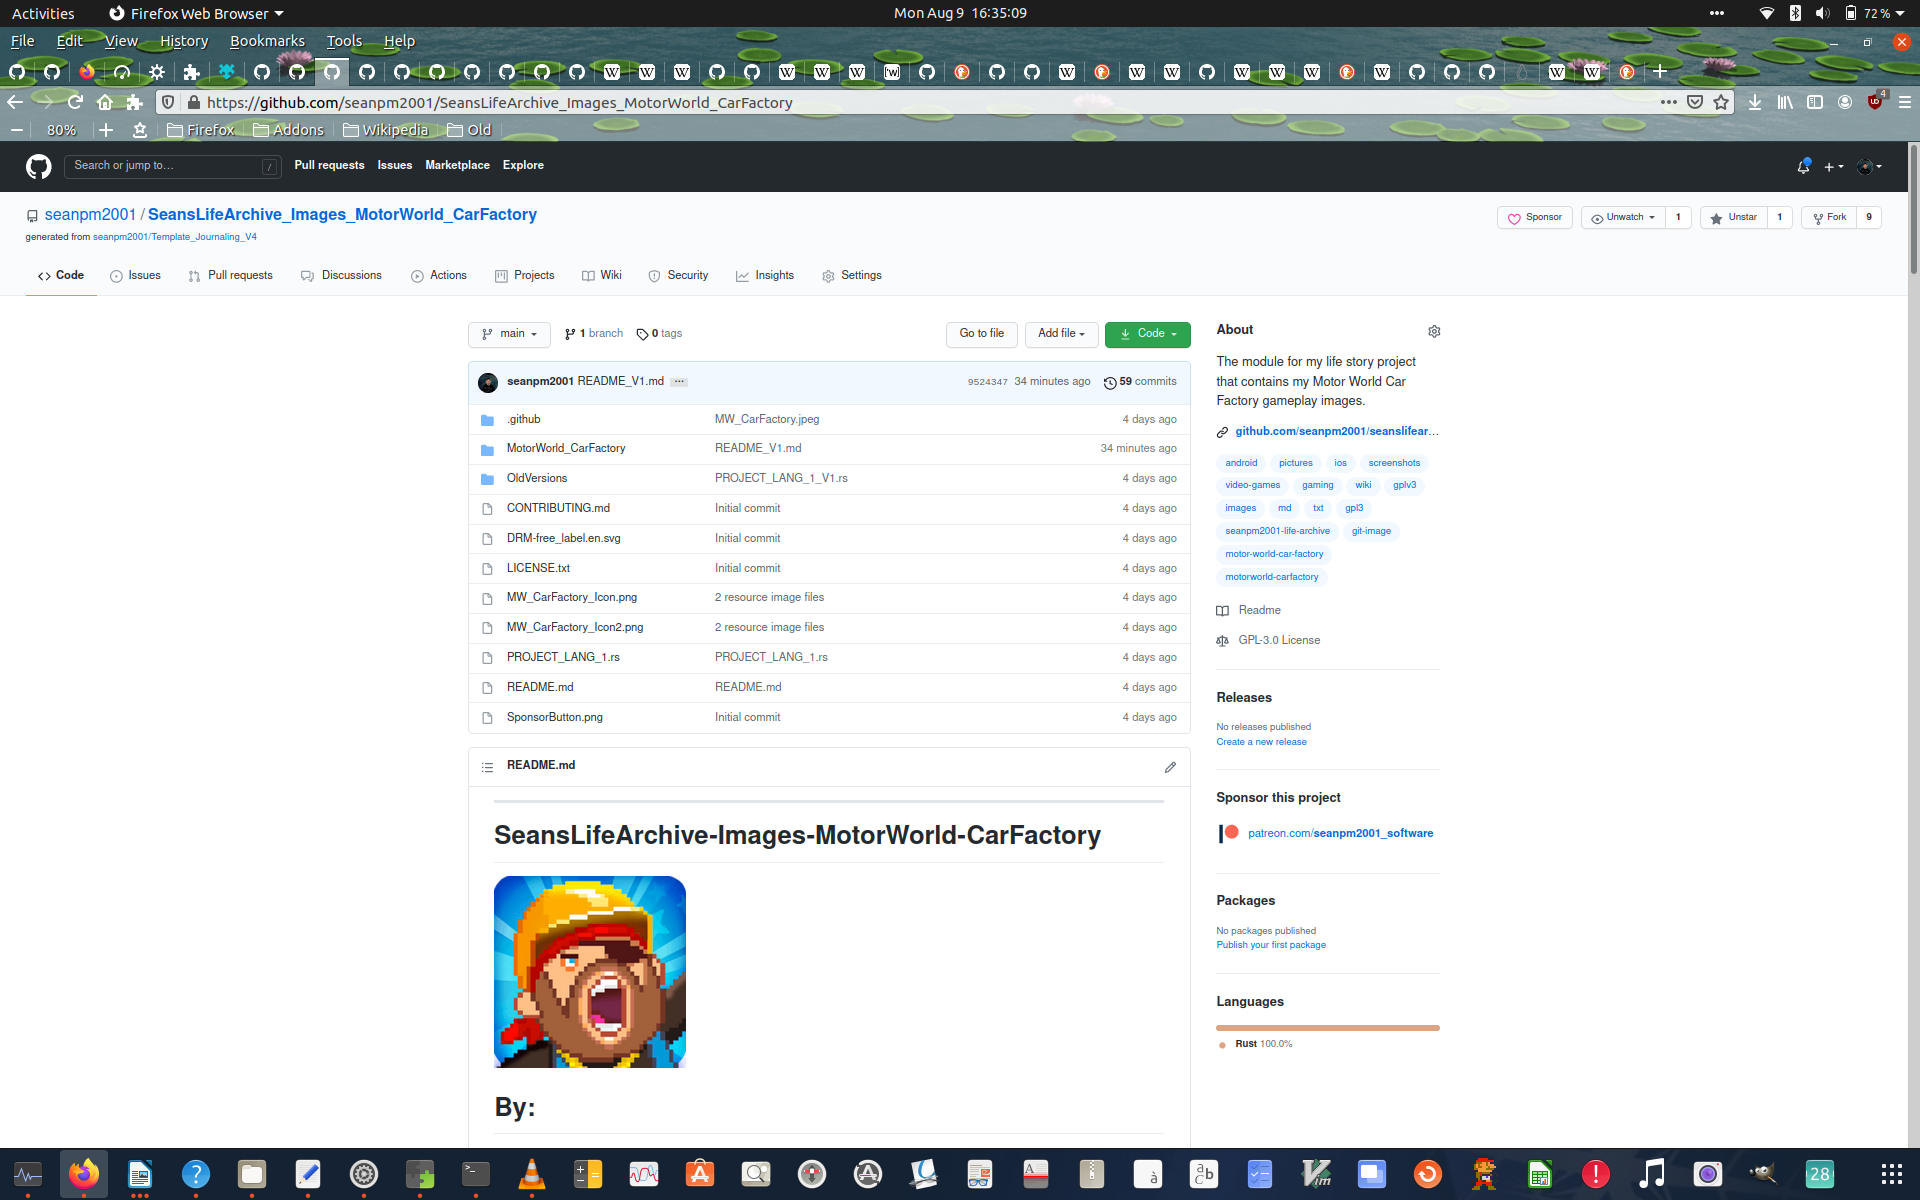 Activities Firefox Web Browser Mon Aug 9 16:35:09 72 %
File Edit View History Bookmarks Tools Help
https://github.com/seanpm2001/SeansLifeArchive_Images_MotorWorld_CarFactory 4
80% Firefox Addons Wikipedia Old
Search or jump to… / Pull requests Issues Marketplace Explore
seanpm2001 / SeansLifeArchive_Images_MotorWorld_CarFactory Sponsor Unwatch 1 Unstar 1 Fork 9
generated from seanpm2001/Template_Journaling_V4
Code Issues Pull requests Discussions Actions Projects Wiki Security Insights Settings
main 1 branch 0 tags Go to file Add file Code
seanpm2001 README_V1.md 9524347 34 minutes ago 59 commits
.github MW_CarFactory.jpeg 4 days ago
MotorWorld_CarFactory README_V1.md 34 minutes ago
OldVersions PROJECT_LANG_1_V1.rs 4 days ago
CONTRIBUTING.md Initial commit 4 days ago
DRM-free_label.en.svg Initial commit 4 days ago
LICENSE.txt Initial commit 4 days ago
MW_CarFactory_Icon.png 2 resource image files 4 days ago
MW_CarFactory_Icon2.png 2 resource image files 4 days ago
PROJECT_LANG_1.rs PROJECT_LANG_1.rs 4 days ago
README.md README.md 4 days ago
SponsorButton.png Initial commit 4 days ago
README.md
SeansLifeArchive-Images-MotorWorld-CarFactory
By:
About
The module for my life story project
that contains my Motor World Car
Factory gameplay images.
github.com/seanpm2001/seanslifear…
android pictures ios screenshots
video-games gaming wiki gplv3
images md txt gpl3
seanpm2001-life-archive git-image
motor-world-car-factory
motorworld-carfactory
Readme
GPL-3.0 License
Releases
No releases published
Create a new release
Sponsor this project
patreon.com/seanpm2001_software
Packages
No packages published
Publish your first package
Languages
Rust 100.0%
28